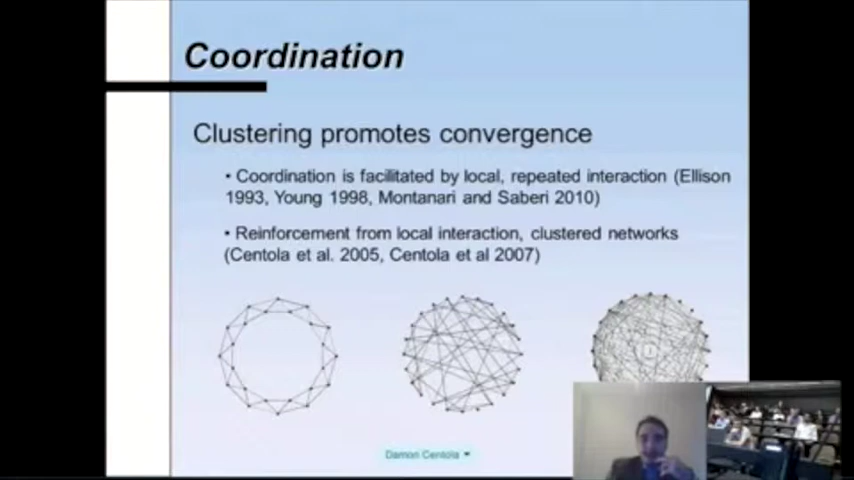 Coordination
Clustering promotes convergence
• Coordination is facilitated by local, repeated interaction (Ellison
1993, Young 1998, Montanari and Saberi 2010)
• Reinforcement from local interaction, clustered networks
(Centola et al. 2005, Centola et al 2007)
Damon Centola